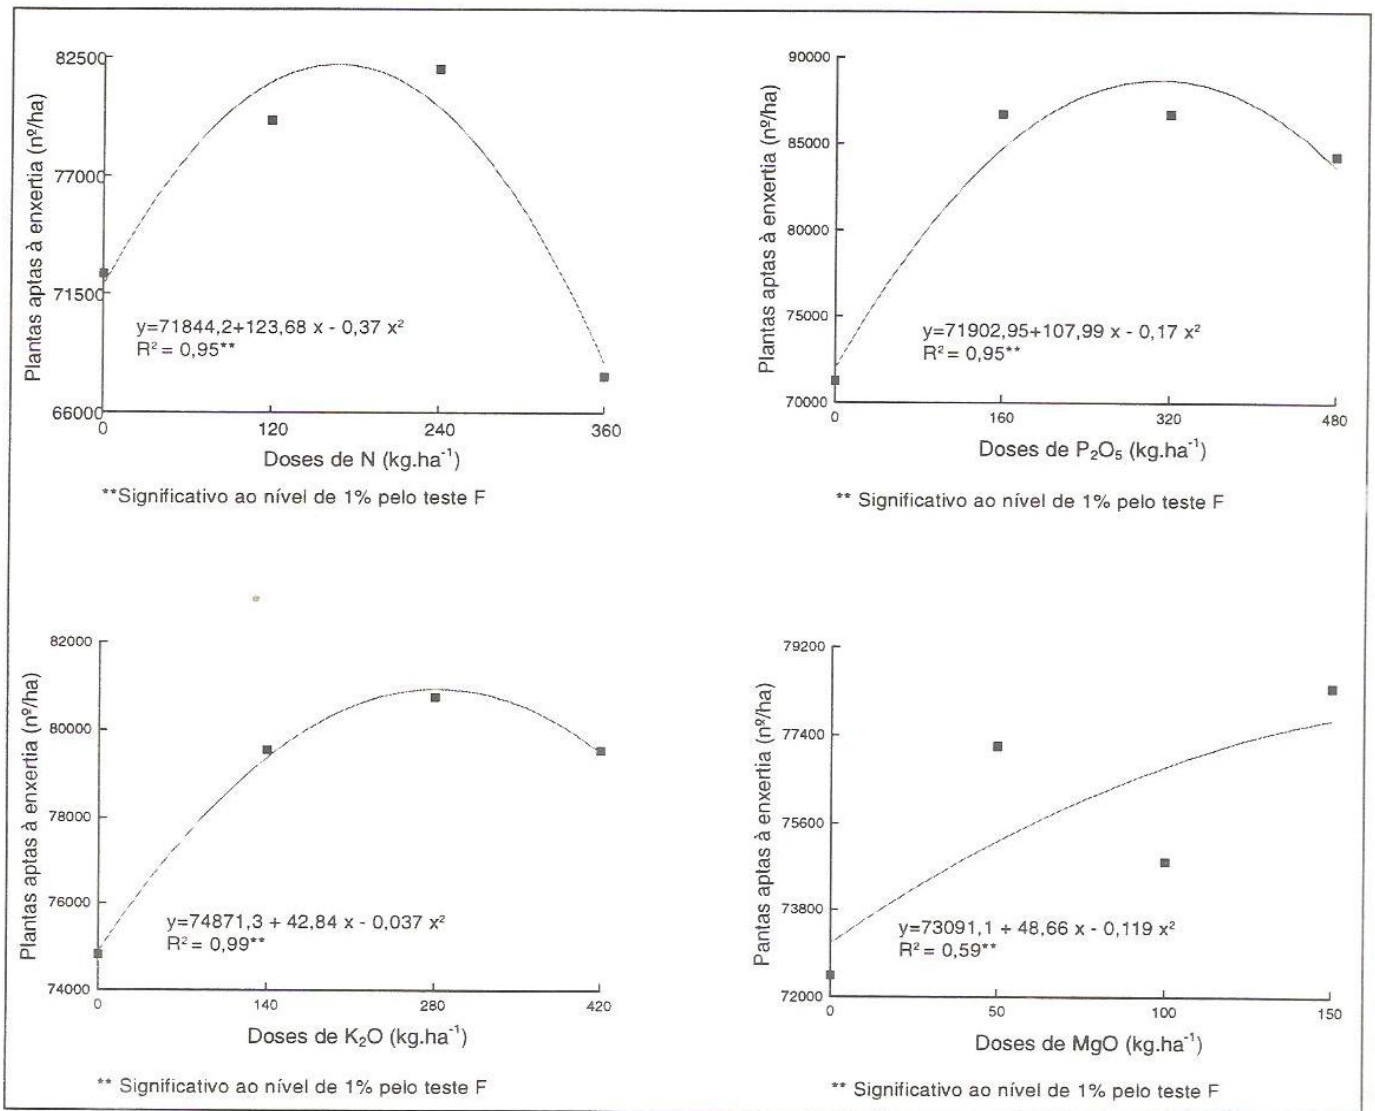 Plantas aptas à enxertia (nº/ha)
82500
77000
71500
66000
y=71844,2+123,68 x - 0,37 x²
R² = 0,95**
0 120 240 360
Doses de N (kg.ha⁻¹)
**Significativo ao nível de 1% pelo teste F
Plantas aptas à enxertia (nº/ha)
90000
85000
80000
75000
70000
y=71902,95+107,99 x - 0,17 x²
R² = 0,95**
0 160 320 480
Doses de P₂O₅ (kg.ha⁻¹)
** Significativo ao nível de 1% pelo teste F
Plantas aptas à enxertia (nº/ha)
82000
80000
78000
76000
74000
y=74871,3 + 42,84 x - 0,037 x²
R² = 0,99**
0 140 280 420
Doses de K₂O (kg.ha⁻¹)
** Significativo ao nível de 1% pelo teste F
Pantas aptas à enxertia (nº/ha)
79200
77400
75600
73800
72000
y=73091,1 + 48,66 x - 0,119 x²
R² = 0,59**
0 50 100 150
Doses de MgO (kg.ha⁻¹)
** Significativo ao nível de 1% pelo teste F